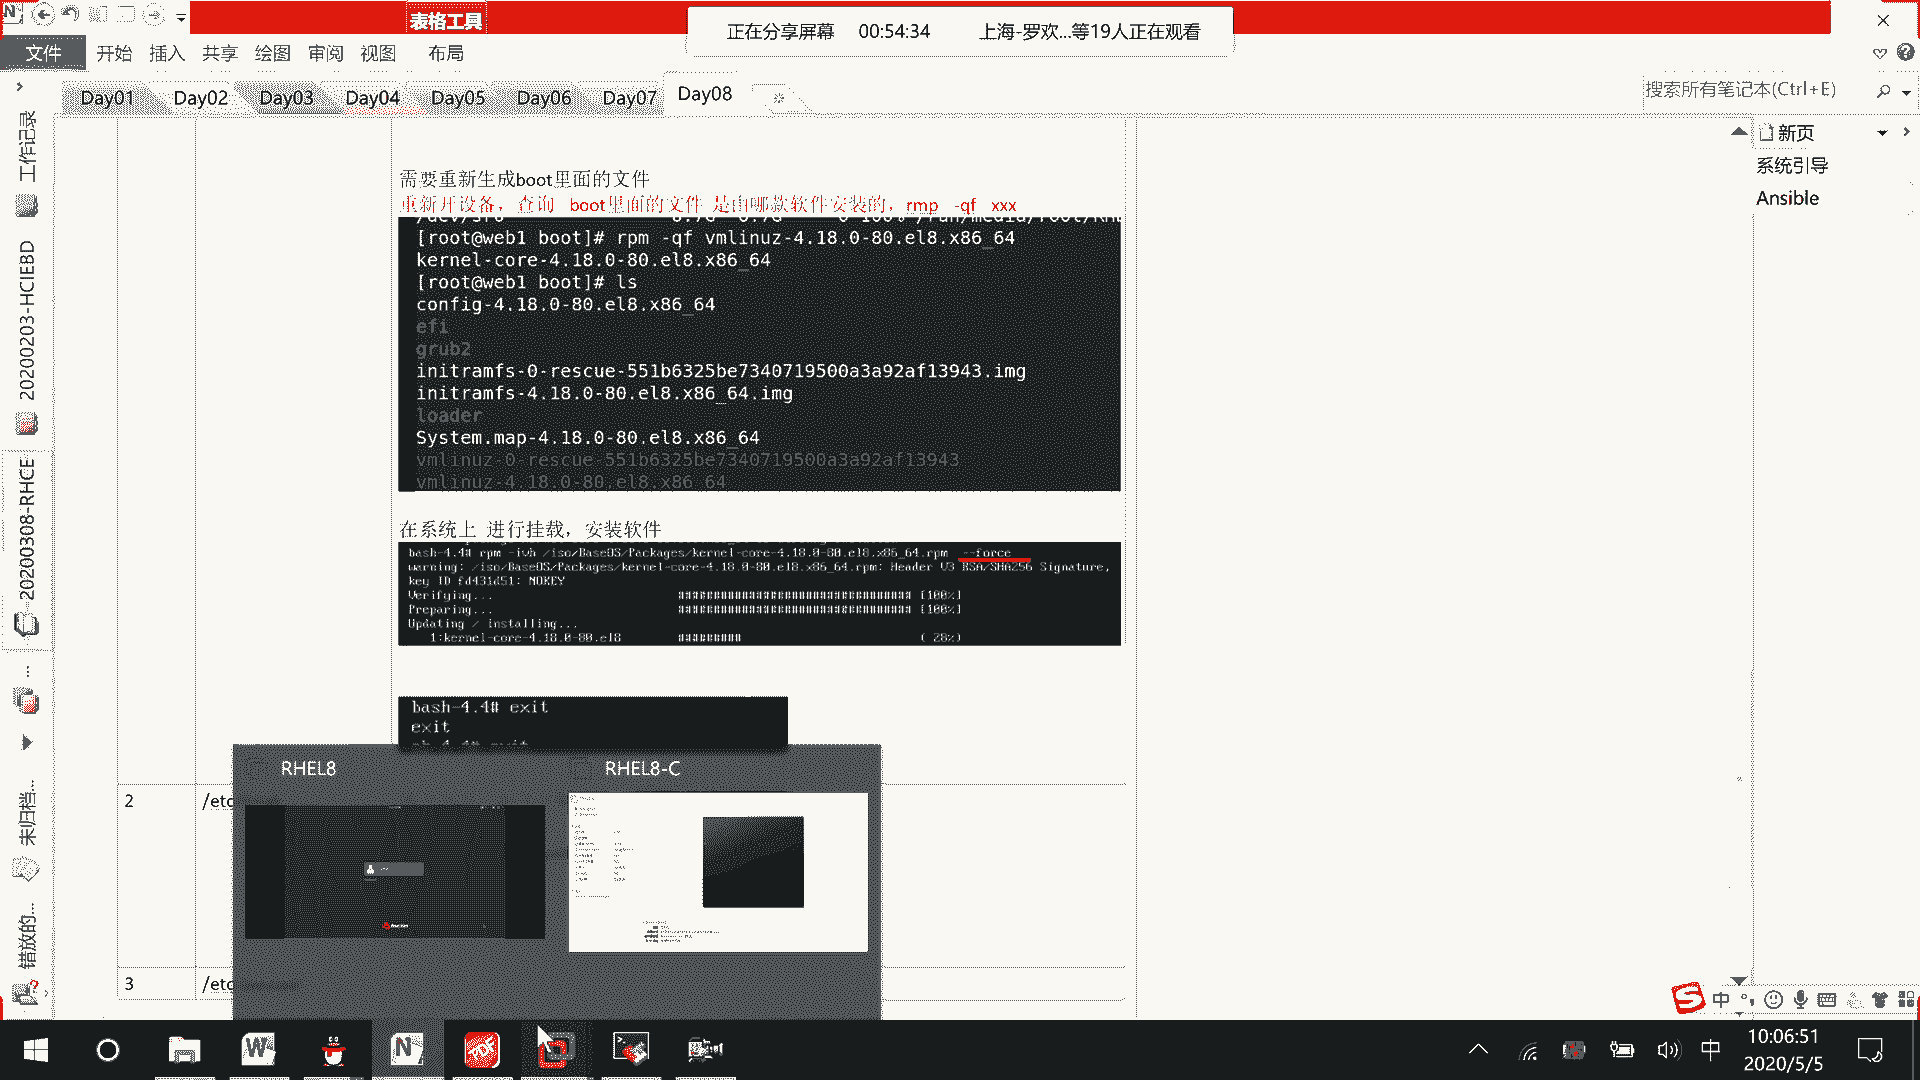 表格工具
正在分享屏幕 00:54:34 上海-罗欢...等19人正在观看
文件 开始 插入 共享 绘图 审阅 视图 布局
Day01 Day02 Day03 Day04 Day05 Day06 Day07 Day08
搜索所有笔记本(Ctrl+E)
新页
系统引导
Ansible
工作记录
20200203-HCIEBD
20200308-RHCE
...
未归档...
错放的...
需要重新生成boot里面的文件
重新开设备，查询 boot里面的文件 是由哪款软件安装的，rmp -qf xxx
[root@web1 boot]# rpm -qf vmlinuz-4.18.0-80.el8.x86_64
kernel-core-4.18.0-80.el8.x86_64
[root@web1 boot]# ls
config-4.18.0-80.el8.x86_64
efi
grub2
initramfs-0-rescue-551b6325be7340719500a3a92af13943.img
initramfs-4.18.0-80.el8.x86_64.img
loader
System.map-4.18.0-80.el8.x86_64
vmlinuz-0-rescue-551b6325be7340719500a3a92af13943
vmlinuz-4.18.0-80.el8.x86_64
在系统上 进行挂载，安装软件
bash-4.4# rpm -ivh /iso/BaseOS/Packages/kernel-core-4.18.0-80.el8.x86_64.rpm --force
warning: /iso/BaseOS/Packages/kernel-core-4.18.0-80.el8.x86_64.rpm: Header V3 RSA/SHA256 Signature,
key ID fd431d51: NOKEY
Verifying... ################################# [100%]
Preparing... ################################# [100%]
Updating / installing...
1:kernel-core-4.18.0-80.el8 ######### ( 28%)
bash-4.4# exit
exit
RHEL8 RHEL8-C
2 /etc
3 /etc
中
中
10:06:51
2020/5/5